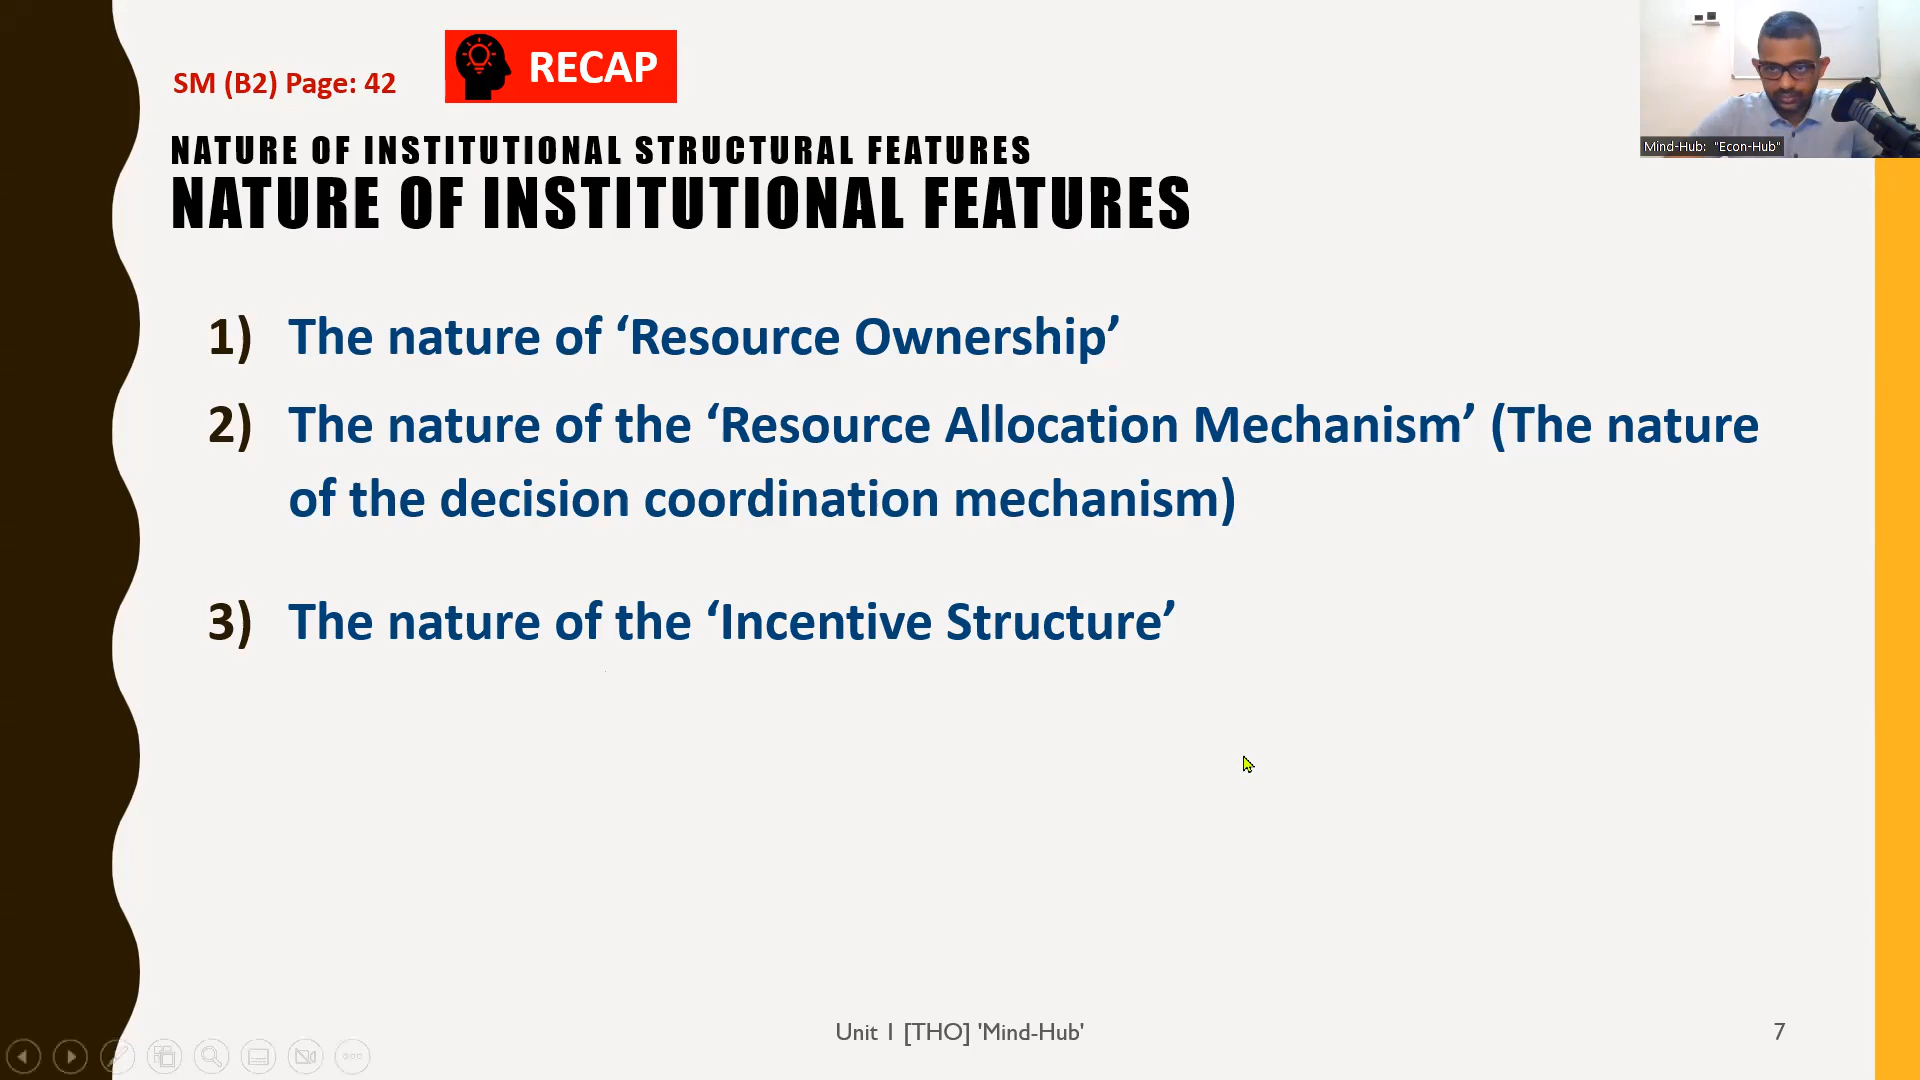 SM (B2) Page: 42
RECAP
Mind-Hub: "Econ-Hub"
NATURE OF INSTITUTIONAL STRUCTURAL FEATURES
NATURE OF INSTITUTIONAL FEATURES
1) The nature of ‘Resource Ownership’
2) The nature of the ‘Resource Allocation Mechanism’ (The nature
of the decision coordination mechanism)
3) The nature of the ‘Incentive Structure’
Unit 1 [THO] 'Mind-Hub'
7